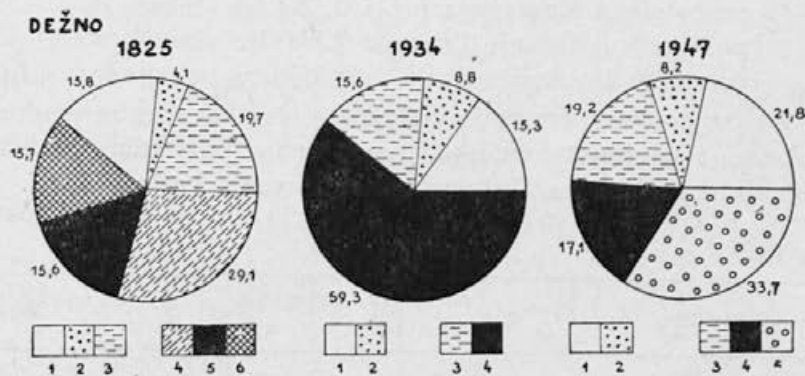 DEŽNO
1825 1934 1947
15,8 4,1 19,7 29,1 15,6 15,7
15,6 8,8 15,3 59,3
19,2 8,2 21,8 33,7 17,1
1 2 3 4 5 6
1 2 3 4
1 2 3 4 5